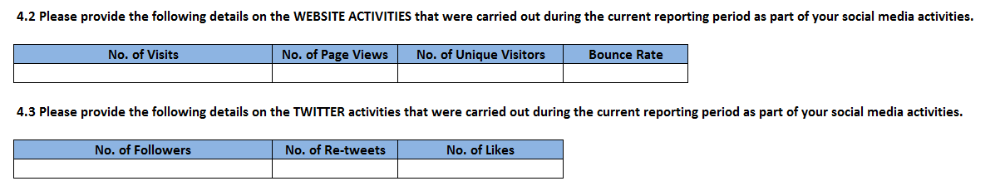 4.2 Please provide the following details on the WEBSITE ACTIVITIES that were carried out during the current reporting period as part of your social media activities.
No. of Visits No. of Page Views No. of Unique Visitors Bounce Rate
4.3 Please provide the following details on the TWITTER activities that were carried out during the current reporting period as part of your social media activities.
No. of Followers No. of Re-tweets No. of Likes